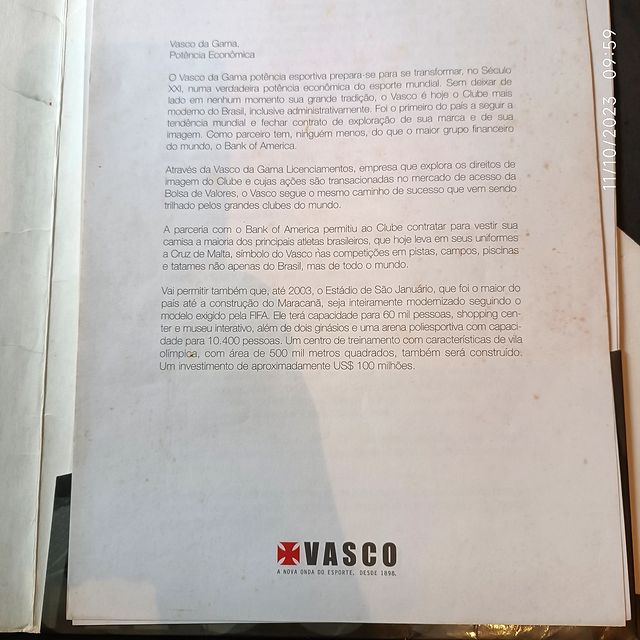 Vasco da Gama,
Potência Econômica
O Vasco da Gama potência esportiva prepara-se para se transformar, no Século
XXI, numa verdadeira potência econômica do esporte mundial. Sem deixar de
lado em nenhum momento sua grande tradição, o Vasco é hoje o Clube mais
moderno do Brasil, inclusive administrativamente. Foi o primeiro do país a seguir a
tendência mundial e fechar contrato de exploração de sua marca e de sua
imagem. Como parceiro tem, ninguém menos, do que o maior grupo financeiro
do mundo, o Bank of America.
Através da Vasco da Gama Licenciamentos, empresa que explora os direitos de
imagem do Clube e cujas ações são transacionadas no mercado de acesso da
Bolsa de Valores, o Vasco segue o mesmo caminho de sucesso que vem sendo
trilhado pelos grandes clubes do mundo.
A parceria com o Bank of America permitiu ao Clube contratar para vestir sua
camisa a maioria dos principais atletas brasileiros, que hoje leva em seus uniformes
a Cruz de Malta, símbolo do Vasco nas competições em pistas, campos, piscinas
e tatames não apenas do Brasil, mas de todo o mundo.
Vai permitir também que, até 2003, o Estádio de São Januário, que foi o maior do
país até a construção do Maracanã, seja inteiramente modernizado seguindo o
modelo exigido pela FIFA. Ele terá capacidade para 60 mil pessoas, shopping cen-
ter e museu interativo, além de dois ginásios e uma arena poliesportiva com capaci-
dade para 10.400 pessoas. Um centro de treinamento com características de vila
olímpica, com área de 500 mil metros quadrados, também será construído.
Um investimento de aproximadamente US$ 100 milhões.
VASCO
A NOVA ONDA DO ESPORTE. DESDE 1898.
11/10/2023 09:59